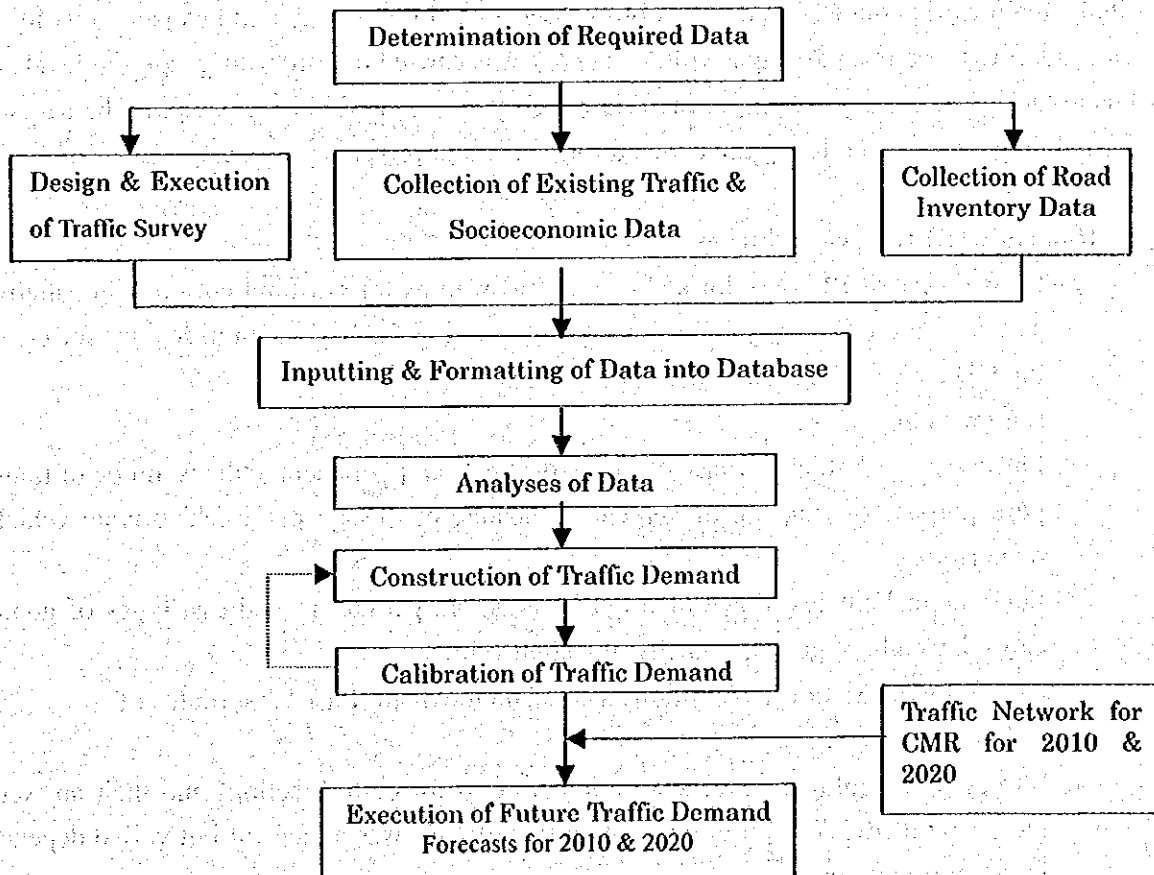 Determination of Required Data
Design & Execution
of Traffic Survey
Collection of Existing Traffic &
Socioeconomic Data
Collection of Road
Inventory Data
Inputting & Formatting of Data into Database
Analyses of Data
Construction of Traffic Demand
Calibration of Traffic Demand
Traffic Network for
CMR for 2010 &
2020
Execution of Future Traffic Demand
Forecasts for 2010 & 2020